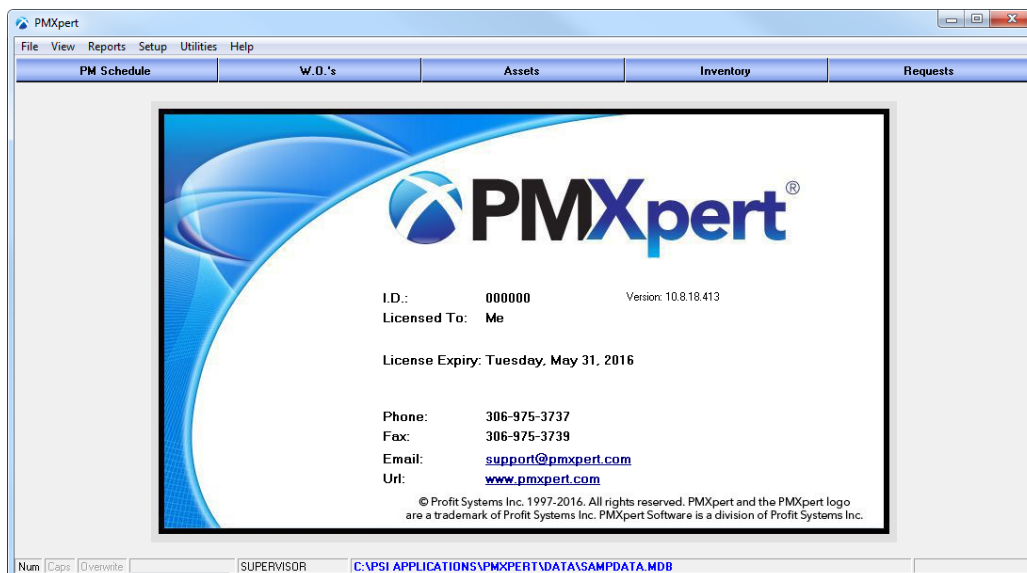 PMXpert
File View Reports Setup Utilities Help
PM Schedule W.O.'s Assets Inventory Requests
PMXpert®
I.D.: 000000 Version: 10.8.18.413
Licensed To: Me
License Expiry: Tuesday, May 31, 2016
Phone: 306-975-3737
Fax: 306-975-3739
Email: support@pmxpert.com
Url: www.pmxpert.com
© Profit Systems Inc. 1997-2016. All rights reserved. PMXpert and the PMXpert logo
are a trademark of Profit Systems Inc. PMXpert Software is a division of Profit Systems Inc.
Num Caps Overwrite SUPERVISOR C:\PSI APPLICATIONS\PMXPERT\DATA\SAMPDATA.MDB